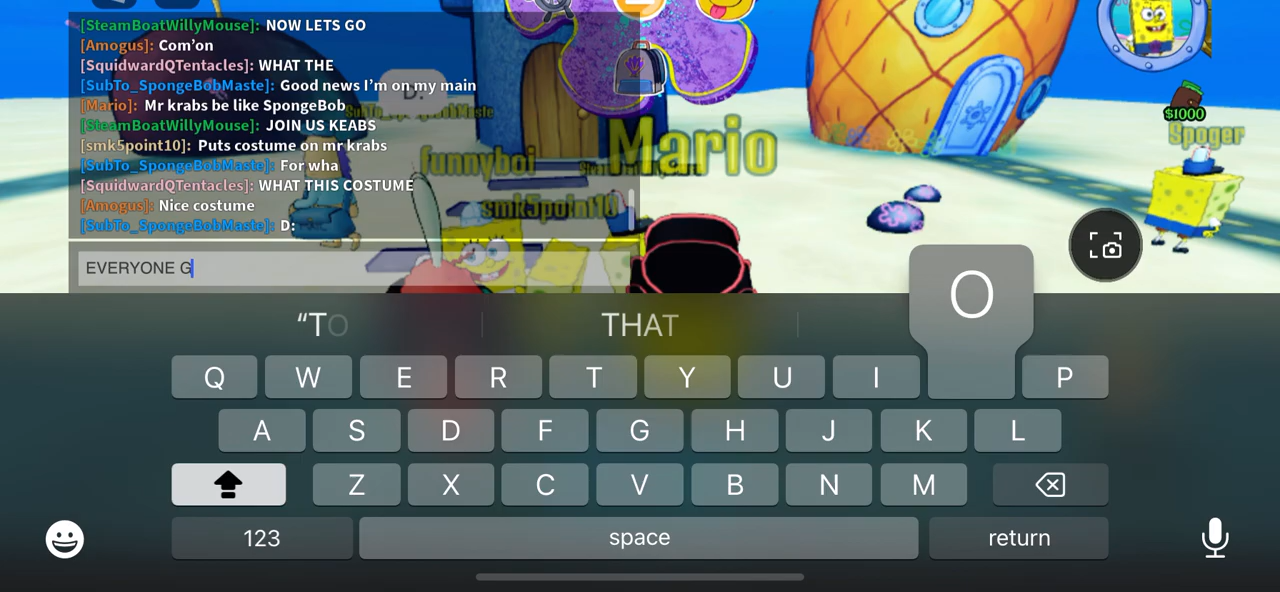 [SteamBoatWillyMouse]: NOW LETS GO
[Amogus]: Com’on
[SquidwardQTentacles]: WHAT THE
[SubTo_SpongeBobMaste]: Good news I’m on my main
[Mario]: Mr krabs be like SpongeBob
[SteamBoatWillyMouse]: JOIN US KEABS
[smk5point10]: Puts costume on mr krabs
[SubTo_SpongeBobMaste]: For wha
[SquidwardQTentacles]: WHAT THIS COSTUME
[Amogus]: Nice costume
[SubTo_SpongeBobMaste]: D:
D:
SubTo_SpongeBobMaste
funnyboi
Mario
smk5point10
$1000
Spoger
EVERYONE G
“TO
THAT
O
Q W E R T Y U I P
A S D F G H J K L
Z X C V B N M
123 space return